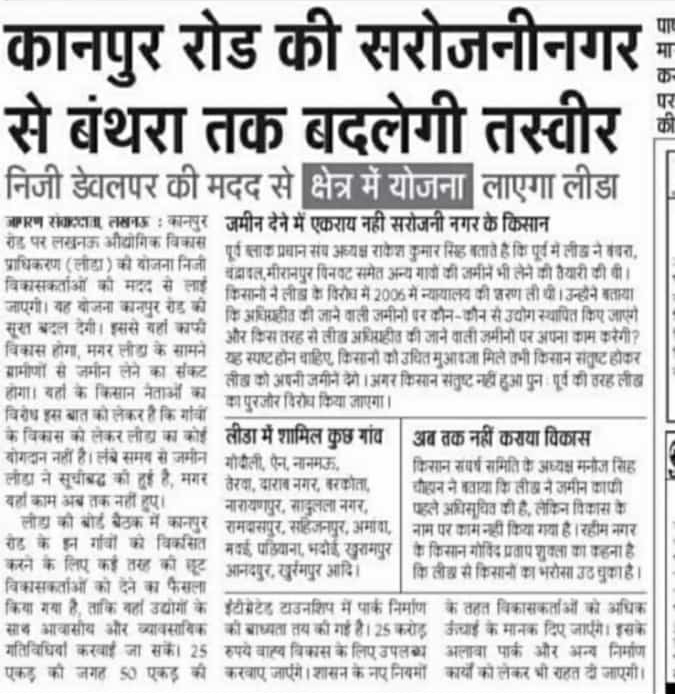 कानपुर रोड की सरोजनीनगर
से बंथरा तक बदलेगी तस्वीर
निजी डेवलपर की मदद से क्षेत्र में योजना लाएगा लीडा
जागरण संवाददाता, लखनऊ : कानपुर
रोड पर लखनऊ औद्योगिक विकास
प्राधिकरण (लीडा) की योजना निजी
विकासकर्ताओं की मदद से लाई
जाएगी। यह योजना कानपुर रोड की
सूरत बदल देगी। इससे यहाँ काफी
विकास होगा, मगर लीडा के सामने
ग्रामीणों से जमीन लेने का संकट
होगा। यहां के किसान नेताओं का
विरोध इस बात को लेकर है कि गांवों
के विकास को लेकर लीडा का कोई
योगदान नहीं है। लंबे समय से जमीन
लीडा ने सूचीबद्ध की हुई है, मगर
यहां काम अब तक नहीं हुए।
लीडा की बोर्ड बैठक में कानपुर
रोड के इन गांवों को विकसित
करने के लिए कई तरह की छूट
विकासकर्ताओं को देने का फैसला
किया गया है, ताकि यहां उद्योगों के
साथ आवासीय और व्यावसायिक
गतिविधियां करवाई जा सकें। 25
एकड़ की जगह 50 एकड़ की
जमीन देने में एकराय नही सरोजनी नगर के किसान
पूर्व ब्लाक प्रधान संघ अध्यक्ष राकेश कुमार सिंह बताते है कि पूर्व में लीडा ने बंथरा,
चंद्रावल,मीरानपुर पिनवट समेत अन्य गावों की जमीनें भी लेने की तैयारी की थी।
किसानों ने लीडा के विरोध में 2006 में न्यायालय की शरण ली थी। उन्होंने बताया
कि अधिग्रहीत की जाने वाली जमीनों पर कौन-कौन से उद्योग स्थापित किए जाएगें
और किस तरह से लीडा अधिग्रहीत की जाने वाली जमीनों पर अपना काम करेगी?
यह स्पष्ट होना चाहिए, किसानों को उचित मुआवजा मिले तभी किसान संतुष्ट होकर
लीडा को अपनी जमीनें देगें। अगर किसान संतुष्ट नहीं हुआ पुन: पूर्व की तरह लीडा
का पुरजोर विरोध किया जाएगा।
लीडा में शामिल कुछ गांव
गोदौली, ऐन, नानमऊ,
तेरवा, दाराब नगर, बरकोता,
नारायणपुर, सादुल्ला नगर,
रामदासपुर, सहिजनपुर, अमांवा,
मवई, पठियाना, भदोई, खुरामपुर
आनदपुर, खुर्रमपुर आदि।
अब तक नहीं कराया विकास
किसान संघर्ष समिति के अध्यक्ष मनोज सिंह
चौहान ने बताया कि लीडा ने जमीन काफी
पहले अधिसूचित की है, लेकिन विकास के
नाम पर काम नही किया गया है। रहीम नगर
के किसान गोविंद प्रताप शुक्ला का कहना है
कि लीडा से किसानों का भरोसा उठ चुका है।
इंटीग्रेटेड टाउनशिप में पार्क निर्माण
की बाध्यता तय की गई है। 25 करोड़
रुपये वाह्य विकास के लिए उपलब्ध
करवाए जाएंगे। शासन के नए नियमों
के तहत विकासकर्ताओं को अधिक
ऊंचाई के मानक दिए जाएंगे। इसके
अलावा पार्क और अन्य निर्माण
कार्यों को लेकर भी राहत दी जाएगी।